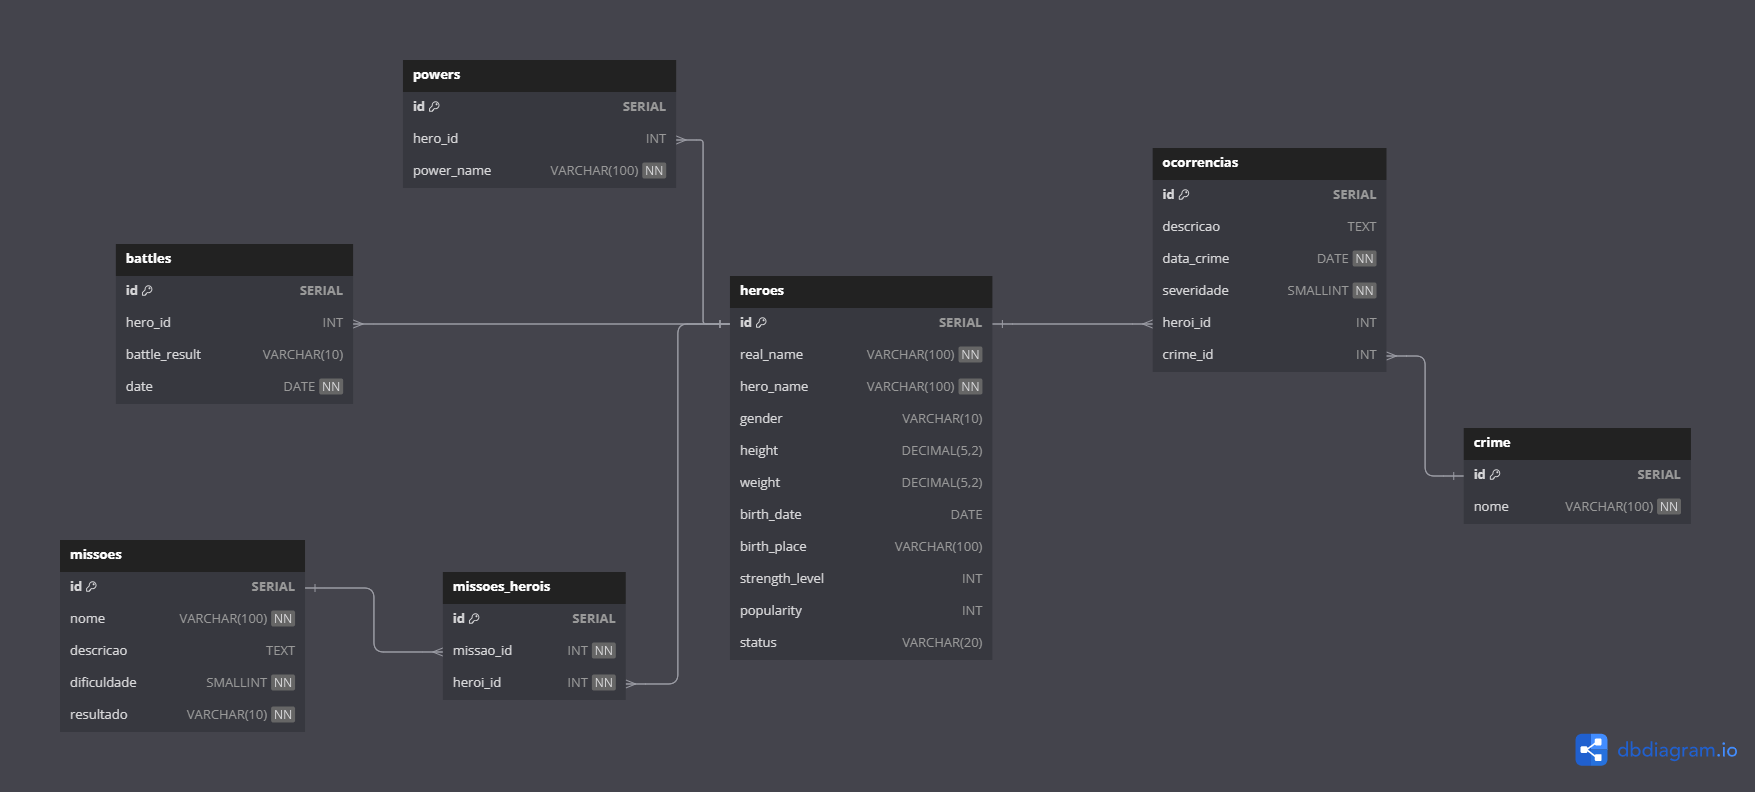 powers
id SERIAL
hero_id INT
power_name VARCHAR(100) NN
battles
id SERIAL
hero_id INT
battle_result VARCHAR(10)
date DATE NN
missoes
id SERIAL
nome VARCHAR(100) NN
descricao TEXT
dificuldade SMALLINT NN
resultado VARCHAR(10) NN
missoes_herois
id SERIAL
missao_id INT NN
heroi_id INT NN
heroes
id SERIAL
real_name VARCHAR(100) NN
hero_name VARCHAR(100) NN
gender VARCHAR(10)
height DECIMAL(5,2)
weight DECIMAL(5,2)
birth_date DATE
birth_place VARCHAR(100)
strength_level INT
popularity INT
status VARCHAR(20)
ocorrencias
id SERIAL
descricao TEXT
data_crime DATE NN
severidade SMALLINT NN
heroi_id INT
crime_id INT
crime
id SERIAL
nome VARCHAR(100) NN
dbdiagram.io